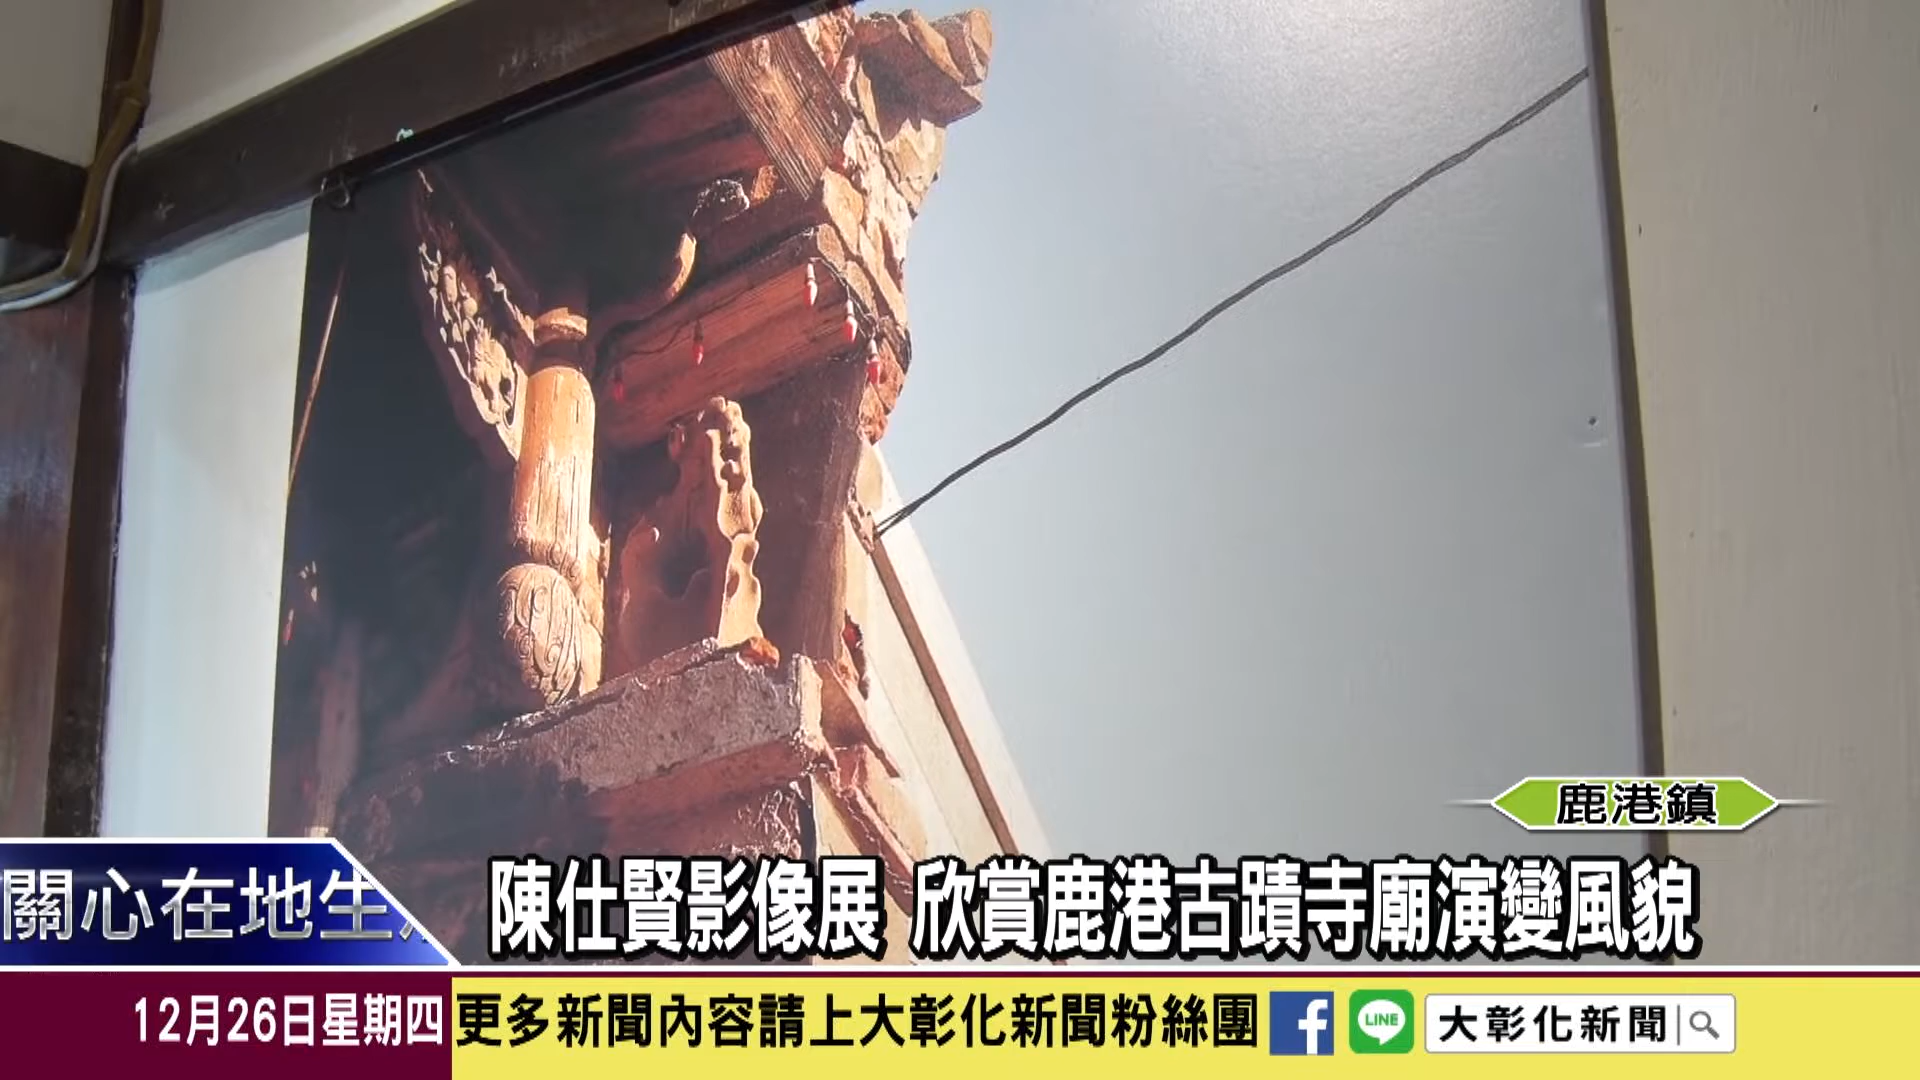 鹿港鎮
關心在地生
陳仕賢影像展 欣賞鹿港古蹟寺廟演變風貌
12月26日星期四
更多新聞內容請上大彰化新聞粉絲團
f
LINE
大彰化新聞